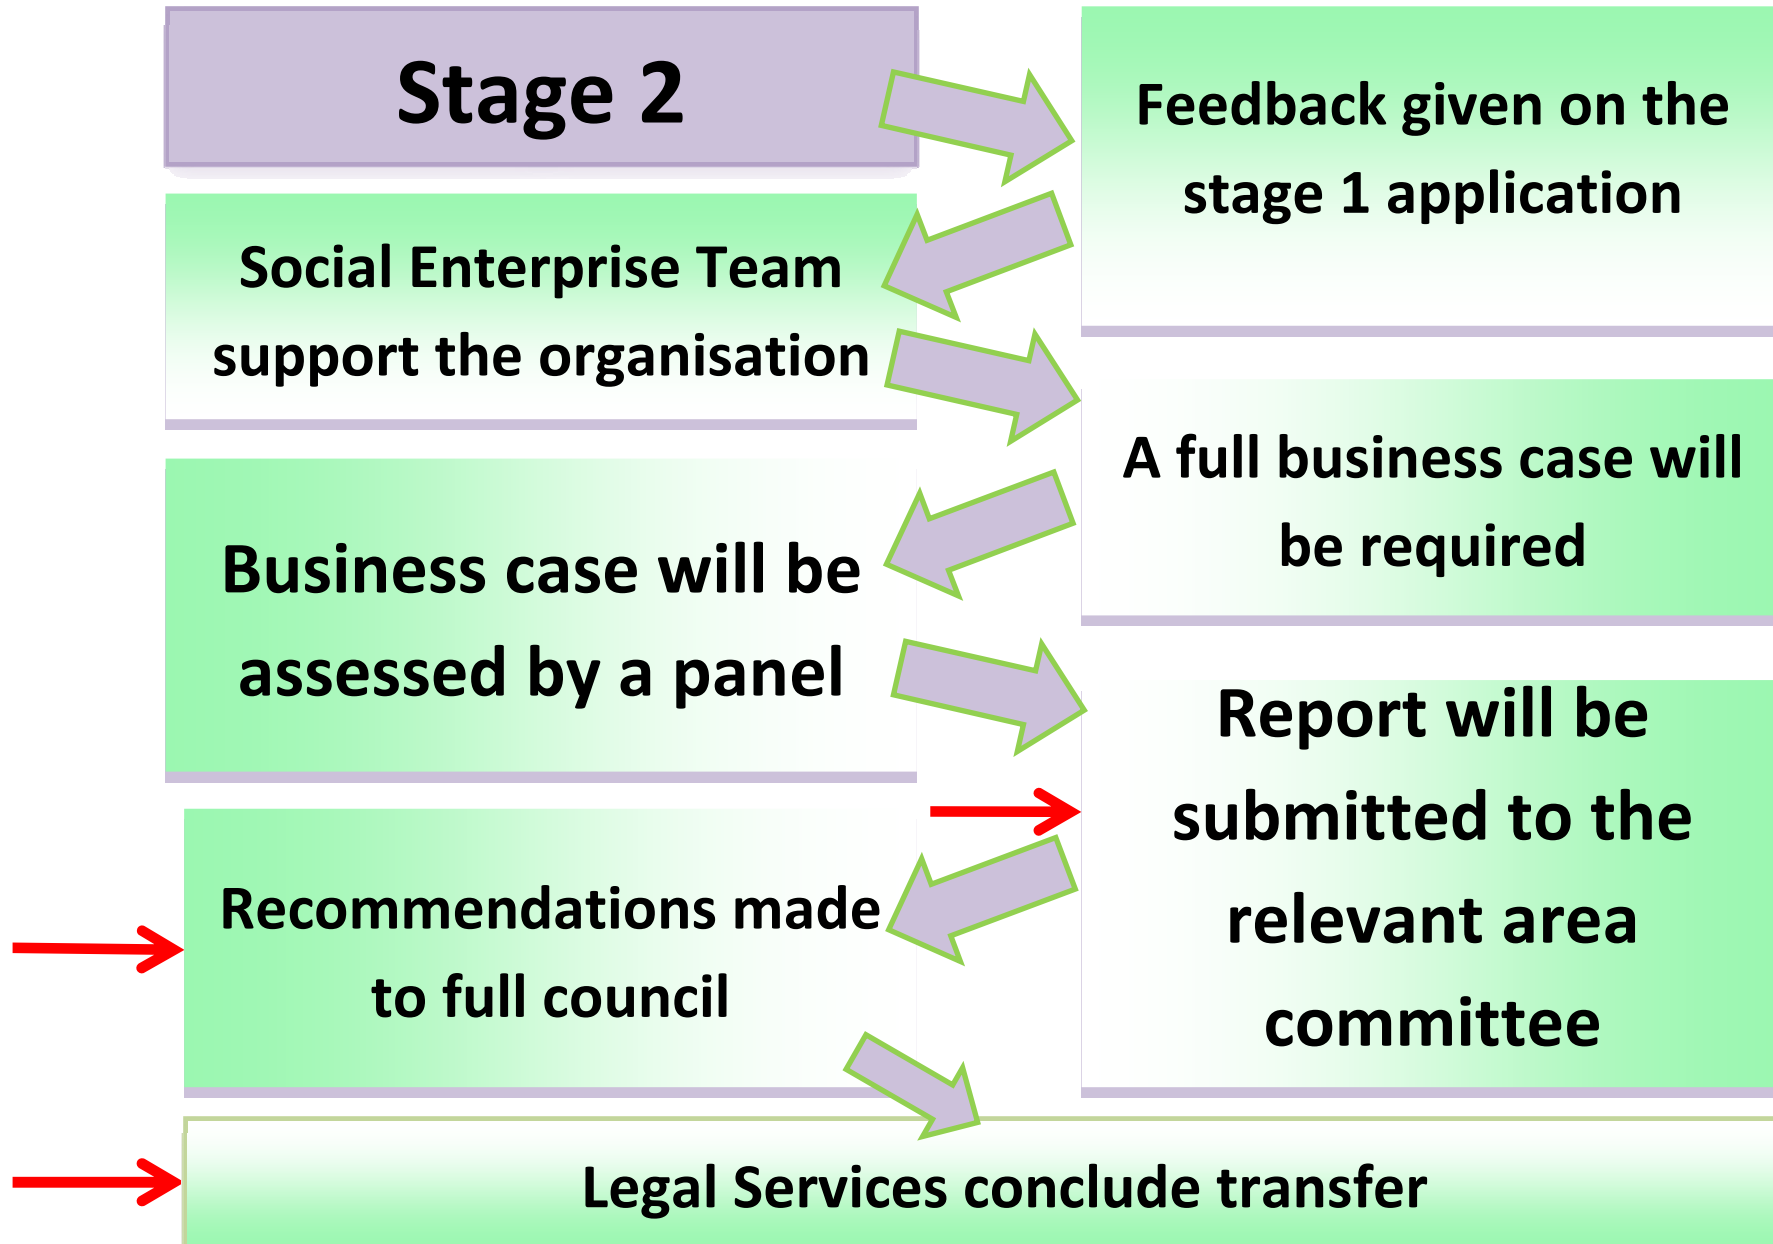 Stage 2
Feedback given on the
stage 1 application
Social Enterprise Team
support the organisation
A full business case will
be required
Business case will be
assessed by a panel
Report will be
submitted to the
relevant area
committee
Recommendations made
to full council
Legal Services conclude transfer